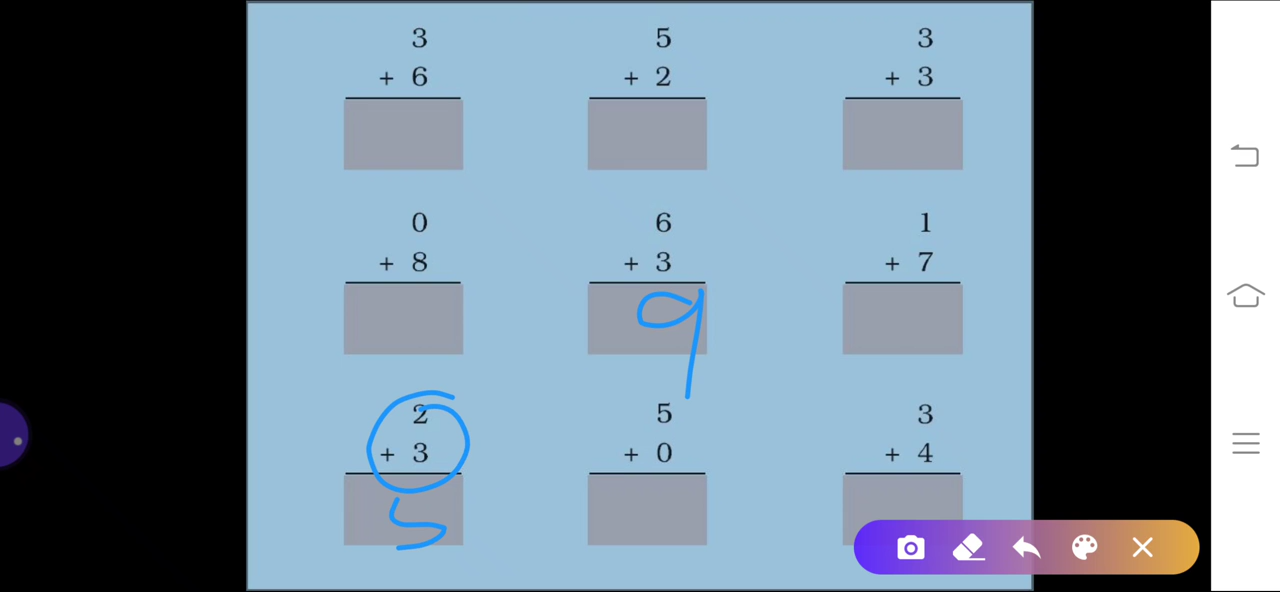 3 5 3
+ 6 + 2 + 3
0 6 1
+ 8 + 3 + 7
9
2 5 3
+ 3 + 0 + 4
5